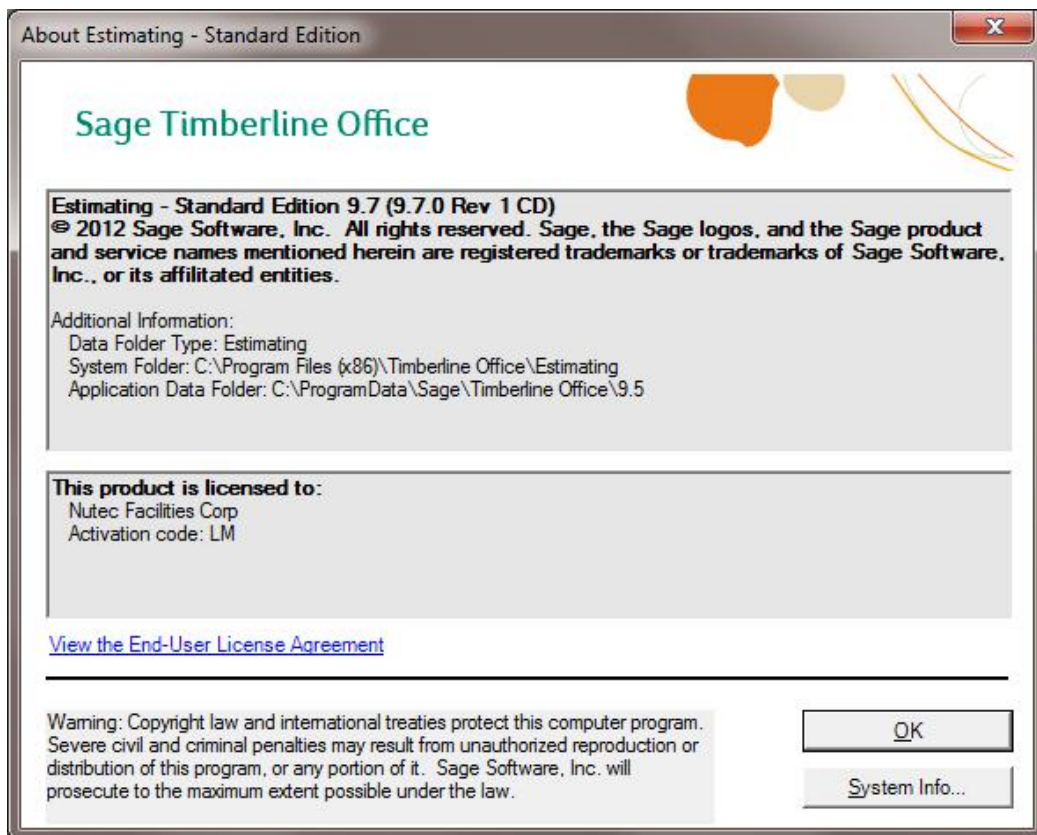 About Estimating - Standard Edition
Sage Timberline Office
Estimating - Standard Edition 9.7 (9.7.0 Rev 1 CD)
© 2012 Sage Software, Inc.  All rights reserved. Sage, the Sage logos, and the Sage product
and service names mentioned herein are registered trademarks or trademarks of Sage Software,
Inc., or its affilitated entities.
Additional Information:
Data Folder Type: Estimating
System Folder: C:\Program Files (x86)\Timberline Office\Estimating
Application Data Folder: C:\ProgramData\Sage\Timberline Office\9.5
This product is licensed to:
Nutec Facilities Corp
Activation code: LM
View the End-User License Agreement
Warning: Copyright law and international treaties protect this computer program.
Severe civil and criminal penalties may result from unauthorized reproduction or
distribution of this program, or any portion of it.  Sage Software, Inc. will
prosecute to the maximum extent possible under the law.
OK
System Info...